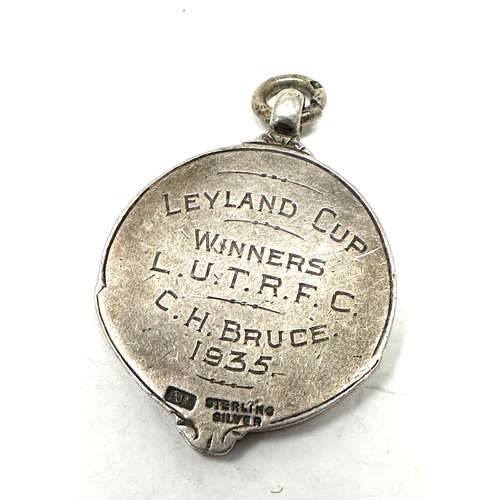 LEYLAND CUP
WINNERS
L.U.T.R.F.C.
C.H. BRUCE.
1935
STERLING
SILVER